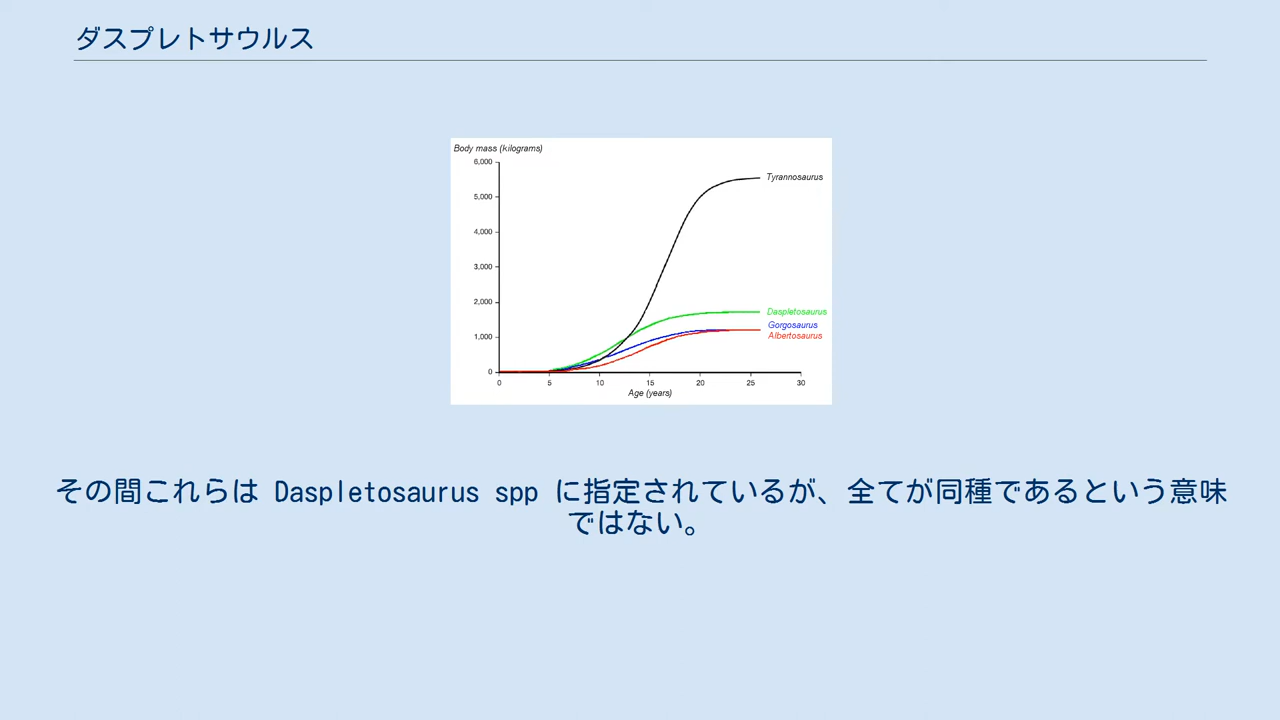 ダスプレトサウルス
Body mass (kilograms)
6,000
5,000
4,000
3,000
2,000
1,000
0
Tyrannosaurus
Daspletosaurus
Gorgosaurus
Albertosaurus
0 5 10 15 20 25 30
Age (years)
その間これらは Daspletosaurus spp に指定されているが、全てが同種であるという意味
ではない。